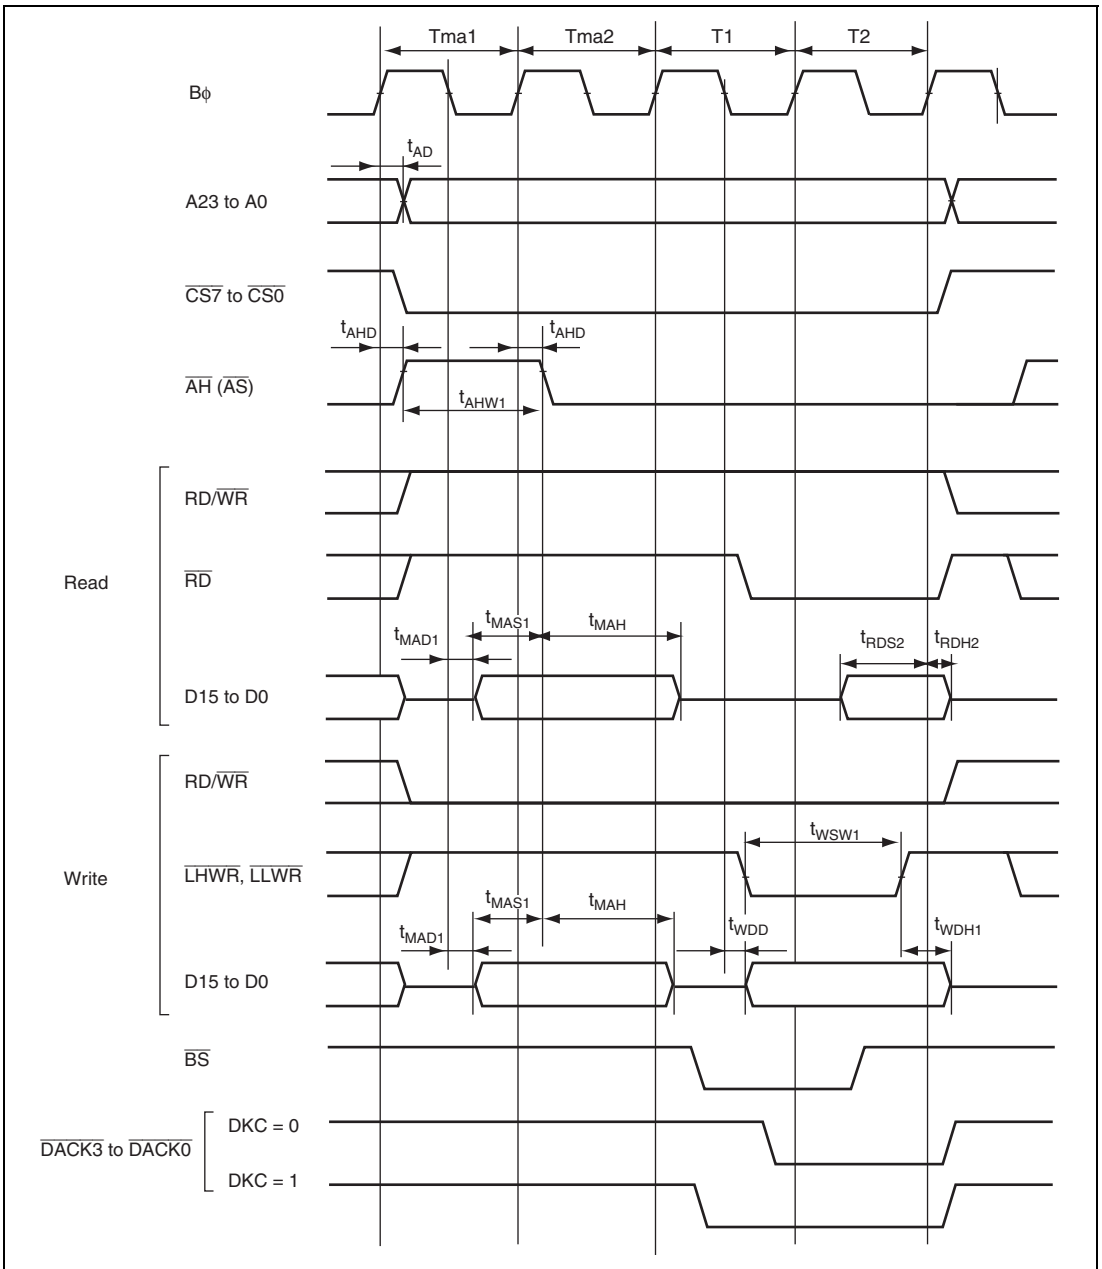 Tma1 Tma2 T1 T2
Bϕ
tAD
A23 to A0
CS7 to CS0
tAHD tAHD
AH (AS)
tAHW1
Read
RD/WR
RD
tMAD1 tMAS1 tMAH tRDS2 tRDH2
D15 to D0
Write
RD/WR
tWSW1
LHWR, LLWR
tMAD1 tMAS1 tMAH tWDD tWDH1
D15 to D0
BS
DACK3 to DACK0
DKC = 0
DKC = 1